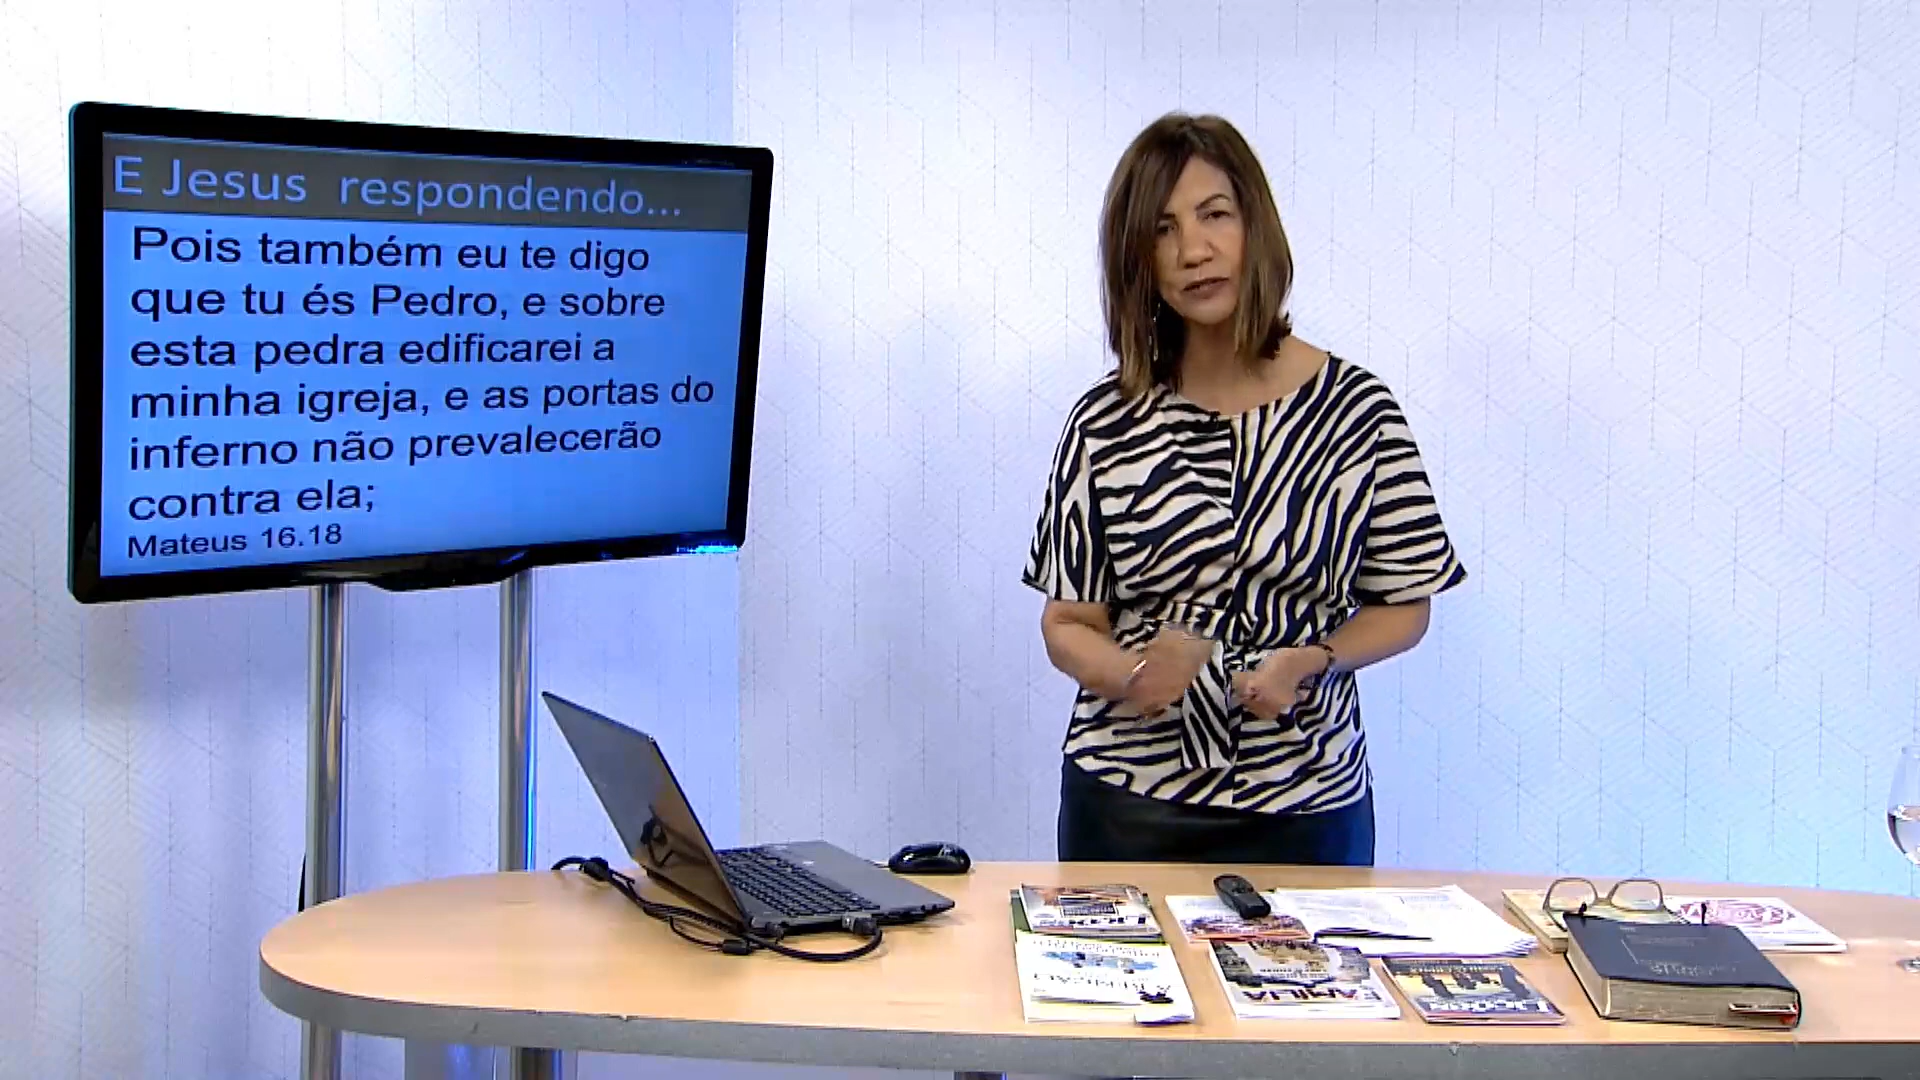 E Jesus respondendo...
Pois também eu te digo
que tu és Pedro, e sobre
esta pedra edificarei a
minha igreja, e as portas do
inferno não prevalecerão
contra ela;
Mateus 16.18
FAMÍLIA